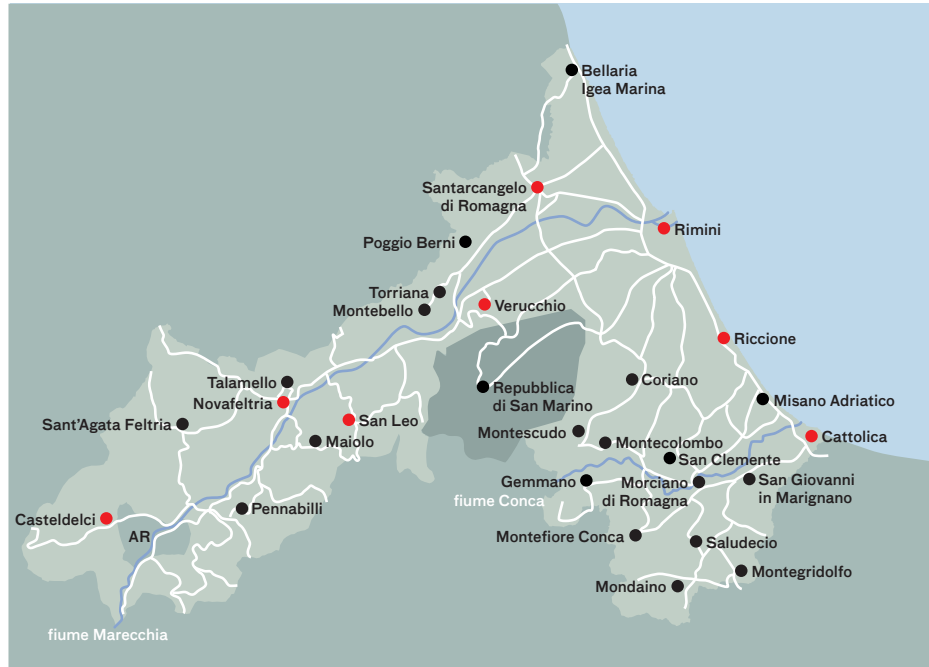 Bellaria
Igea Marina
Santarcangelo
di Romagna
Rimini
Poggio Berni
Torriana
Montebello
Verucchio
Riccione
Talamello
Novafeltria
Repubblica
di San Marino
Coriano
Misano Adriatico
Sant'Agata Feltria
San Leo
Maiolo
Montescudo
Montecolombo
Cattolica
San Clemente
Gemmano
Morciano
di Romagna
San Giovanni
in Marignano
fiume Conca
Casteldelci
Pennabilli
AR
Montefiore Conca
Saludecio
Montegridolfo
Mondaino
fiume Marecchia